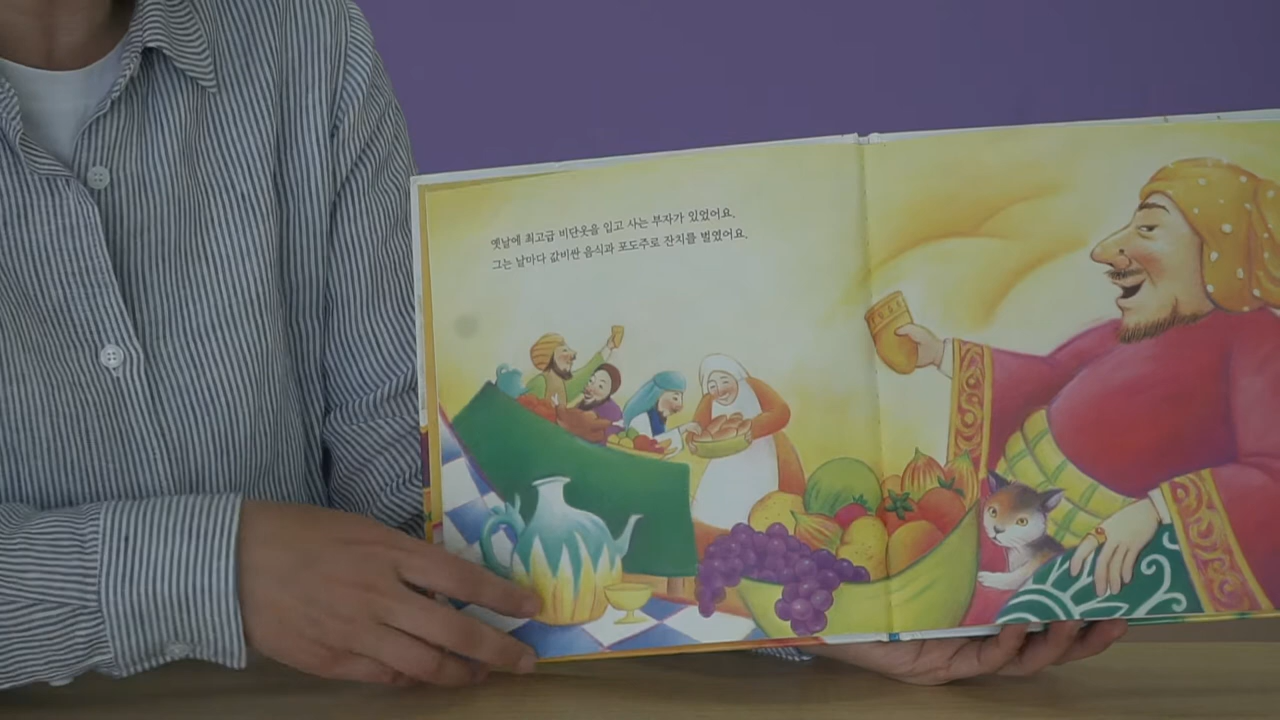 옛날에 최고급 비단옷을 입고 사는 부자가 있었어요.
그는 날마다 값비싼 음식과 포도주로 잔치를 벌였어요.